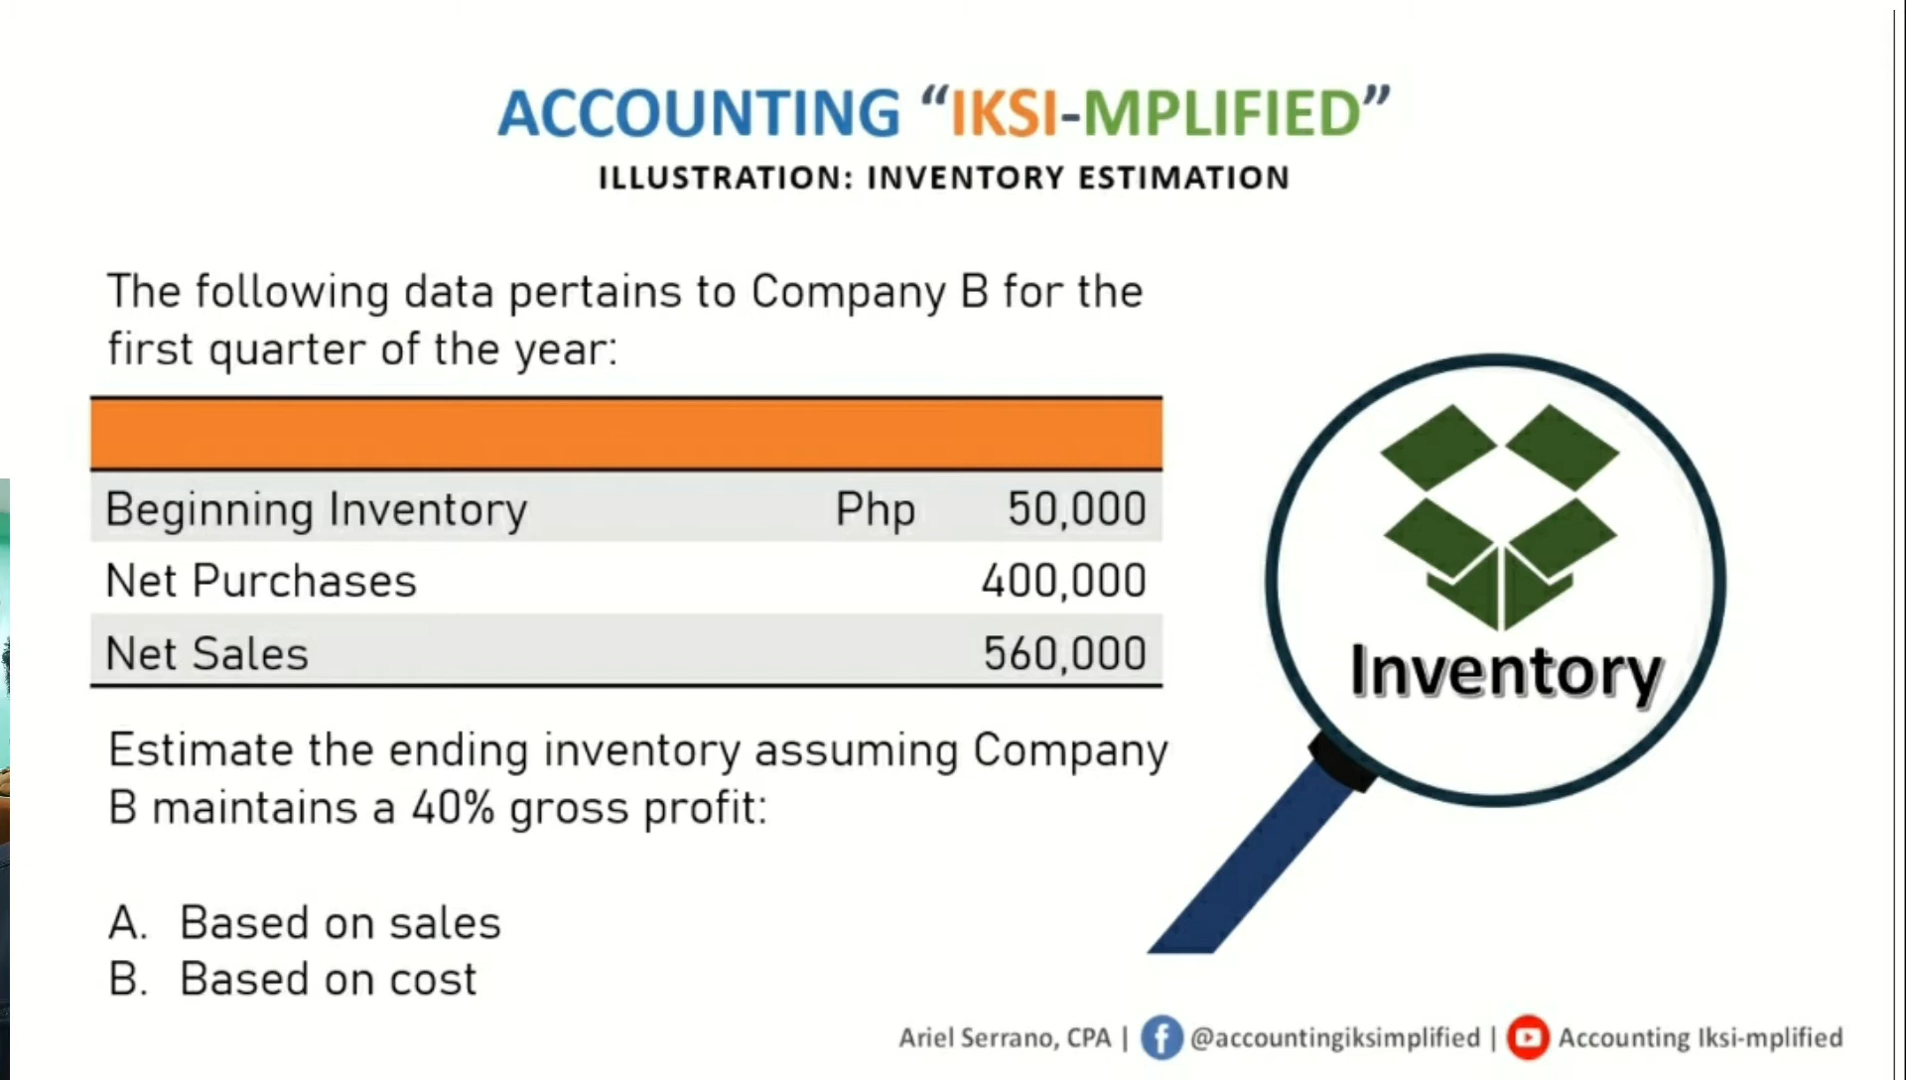 ACCOUNTING “IKSI-MPLIFIED”
ILLUSTRATION: INVENTORY ESTIMATION
The following data pertains to Company B for the
first quarter of the year:
Beginning Inventory Php 50,000
Net Purchases 400,000
Net Sales 560,000
Inventory
Estimate the ending inventory assuming Company
B maintains a 40% gross profit:
A. Based on sales
B. Based on cost
Ariel Serrano, CPA | f @accountingiksimplified | Accounting Iksi-mplified